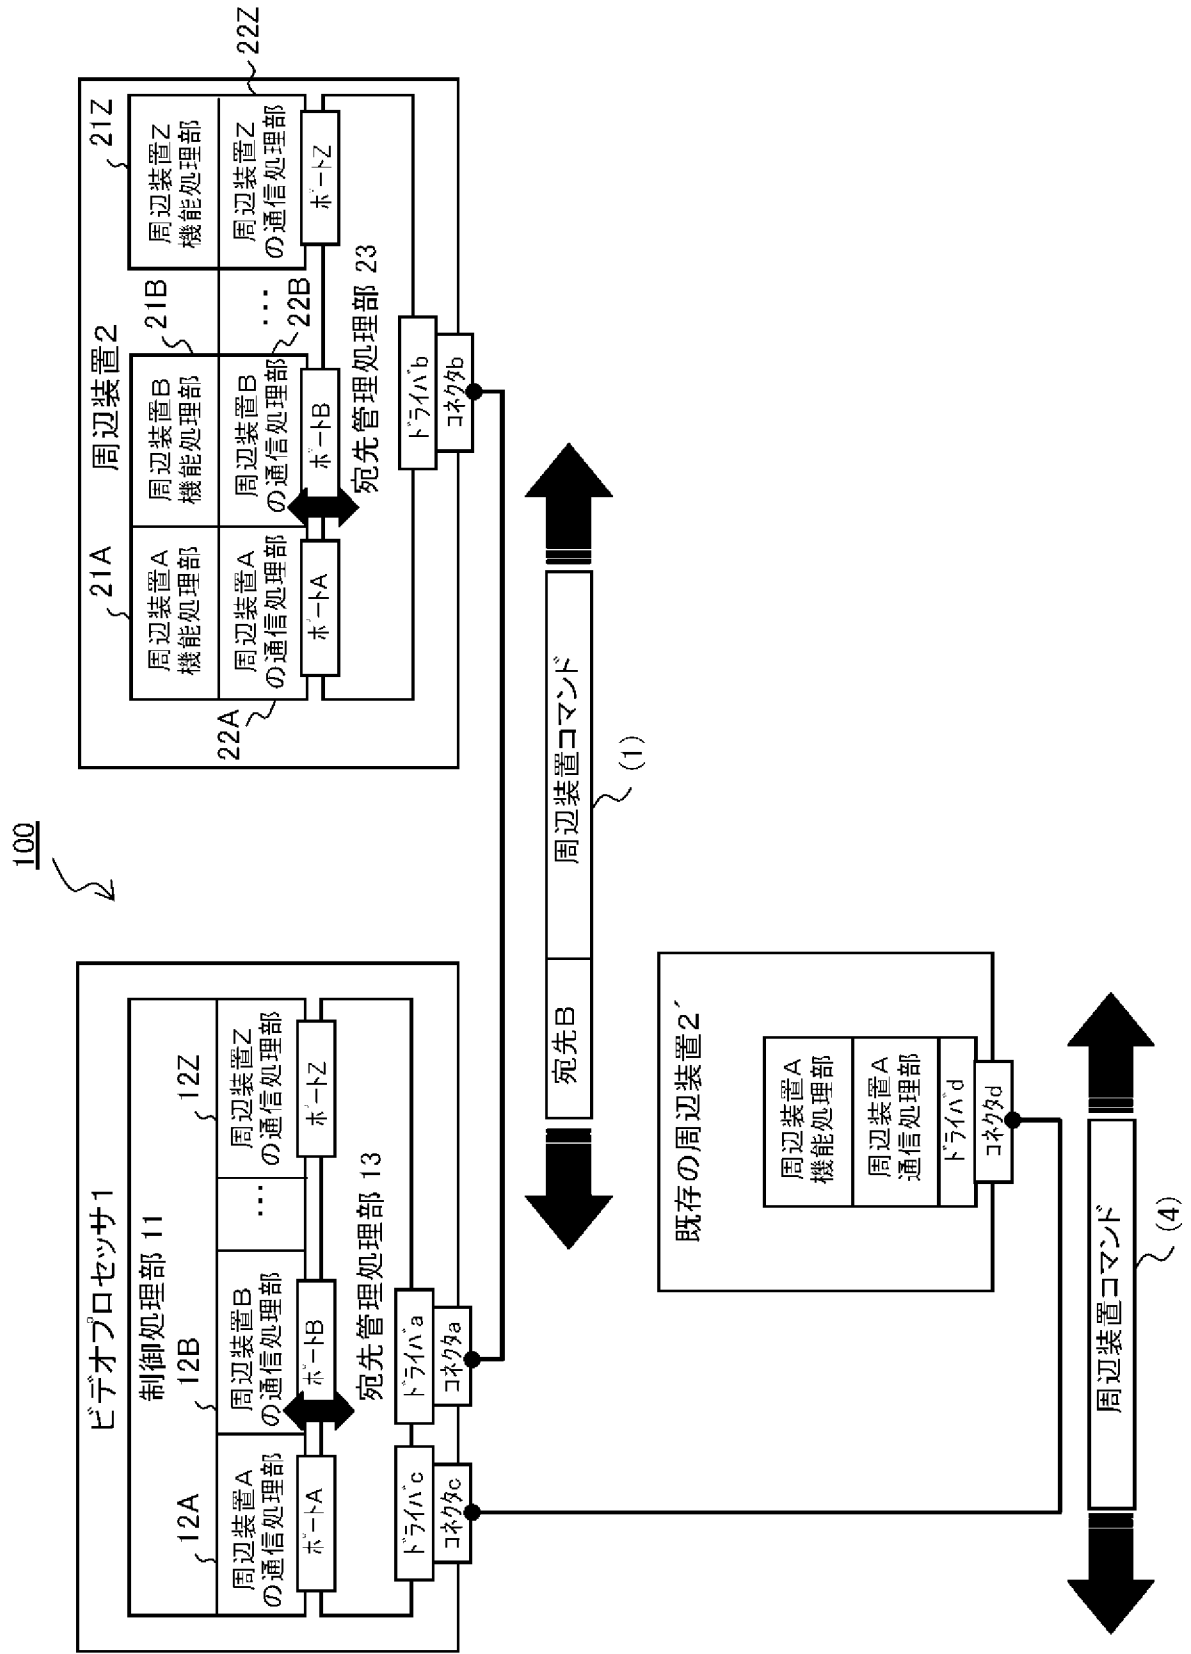 100
ビデオプロセッサ1
制御処理部 11
12A
12B
12Z
周辺装置A
の通信処理部
周辺装置B
の通信処理部
・・・
周辺装置Z
の通信処理部
ポートA
ポートB
ポートZ
宛先管理処理部 13
ドライバc
コネクタc
ドライバa
コネクタa
周辺装置2
21A
21B
21Z
周辺装置A
機能処理部
周辺装置B
機能処理部
周辺装置Z
機能処理部
22A
周辺装置A
の通信処理部
周辺装置B
の通信処理部
・・・
22B
周辺装置Z
の通信処理部
22Z
ポートA
ポートB
ポートZ
宛先管理処理部 23
ドライバb
コネクタb
宛先B
周辺装置コマンド
(1)
既存の周辺装置2´
周辺装置A
機能処理部
周辺装置A
通信処理部
ドライバd
コネクタd
周辺装置コマンド
(4)